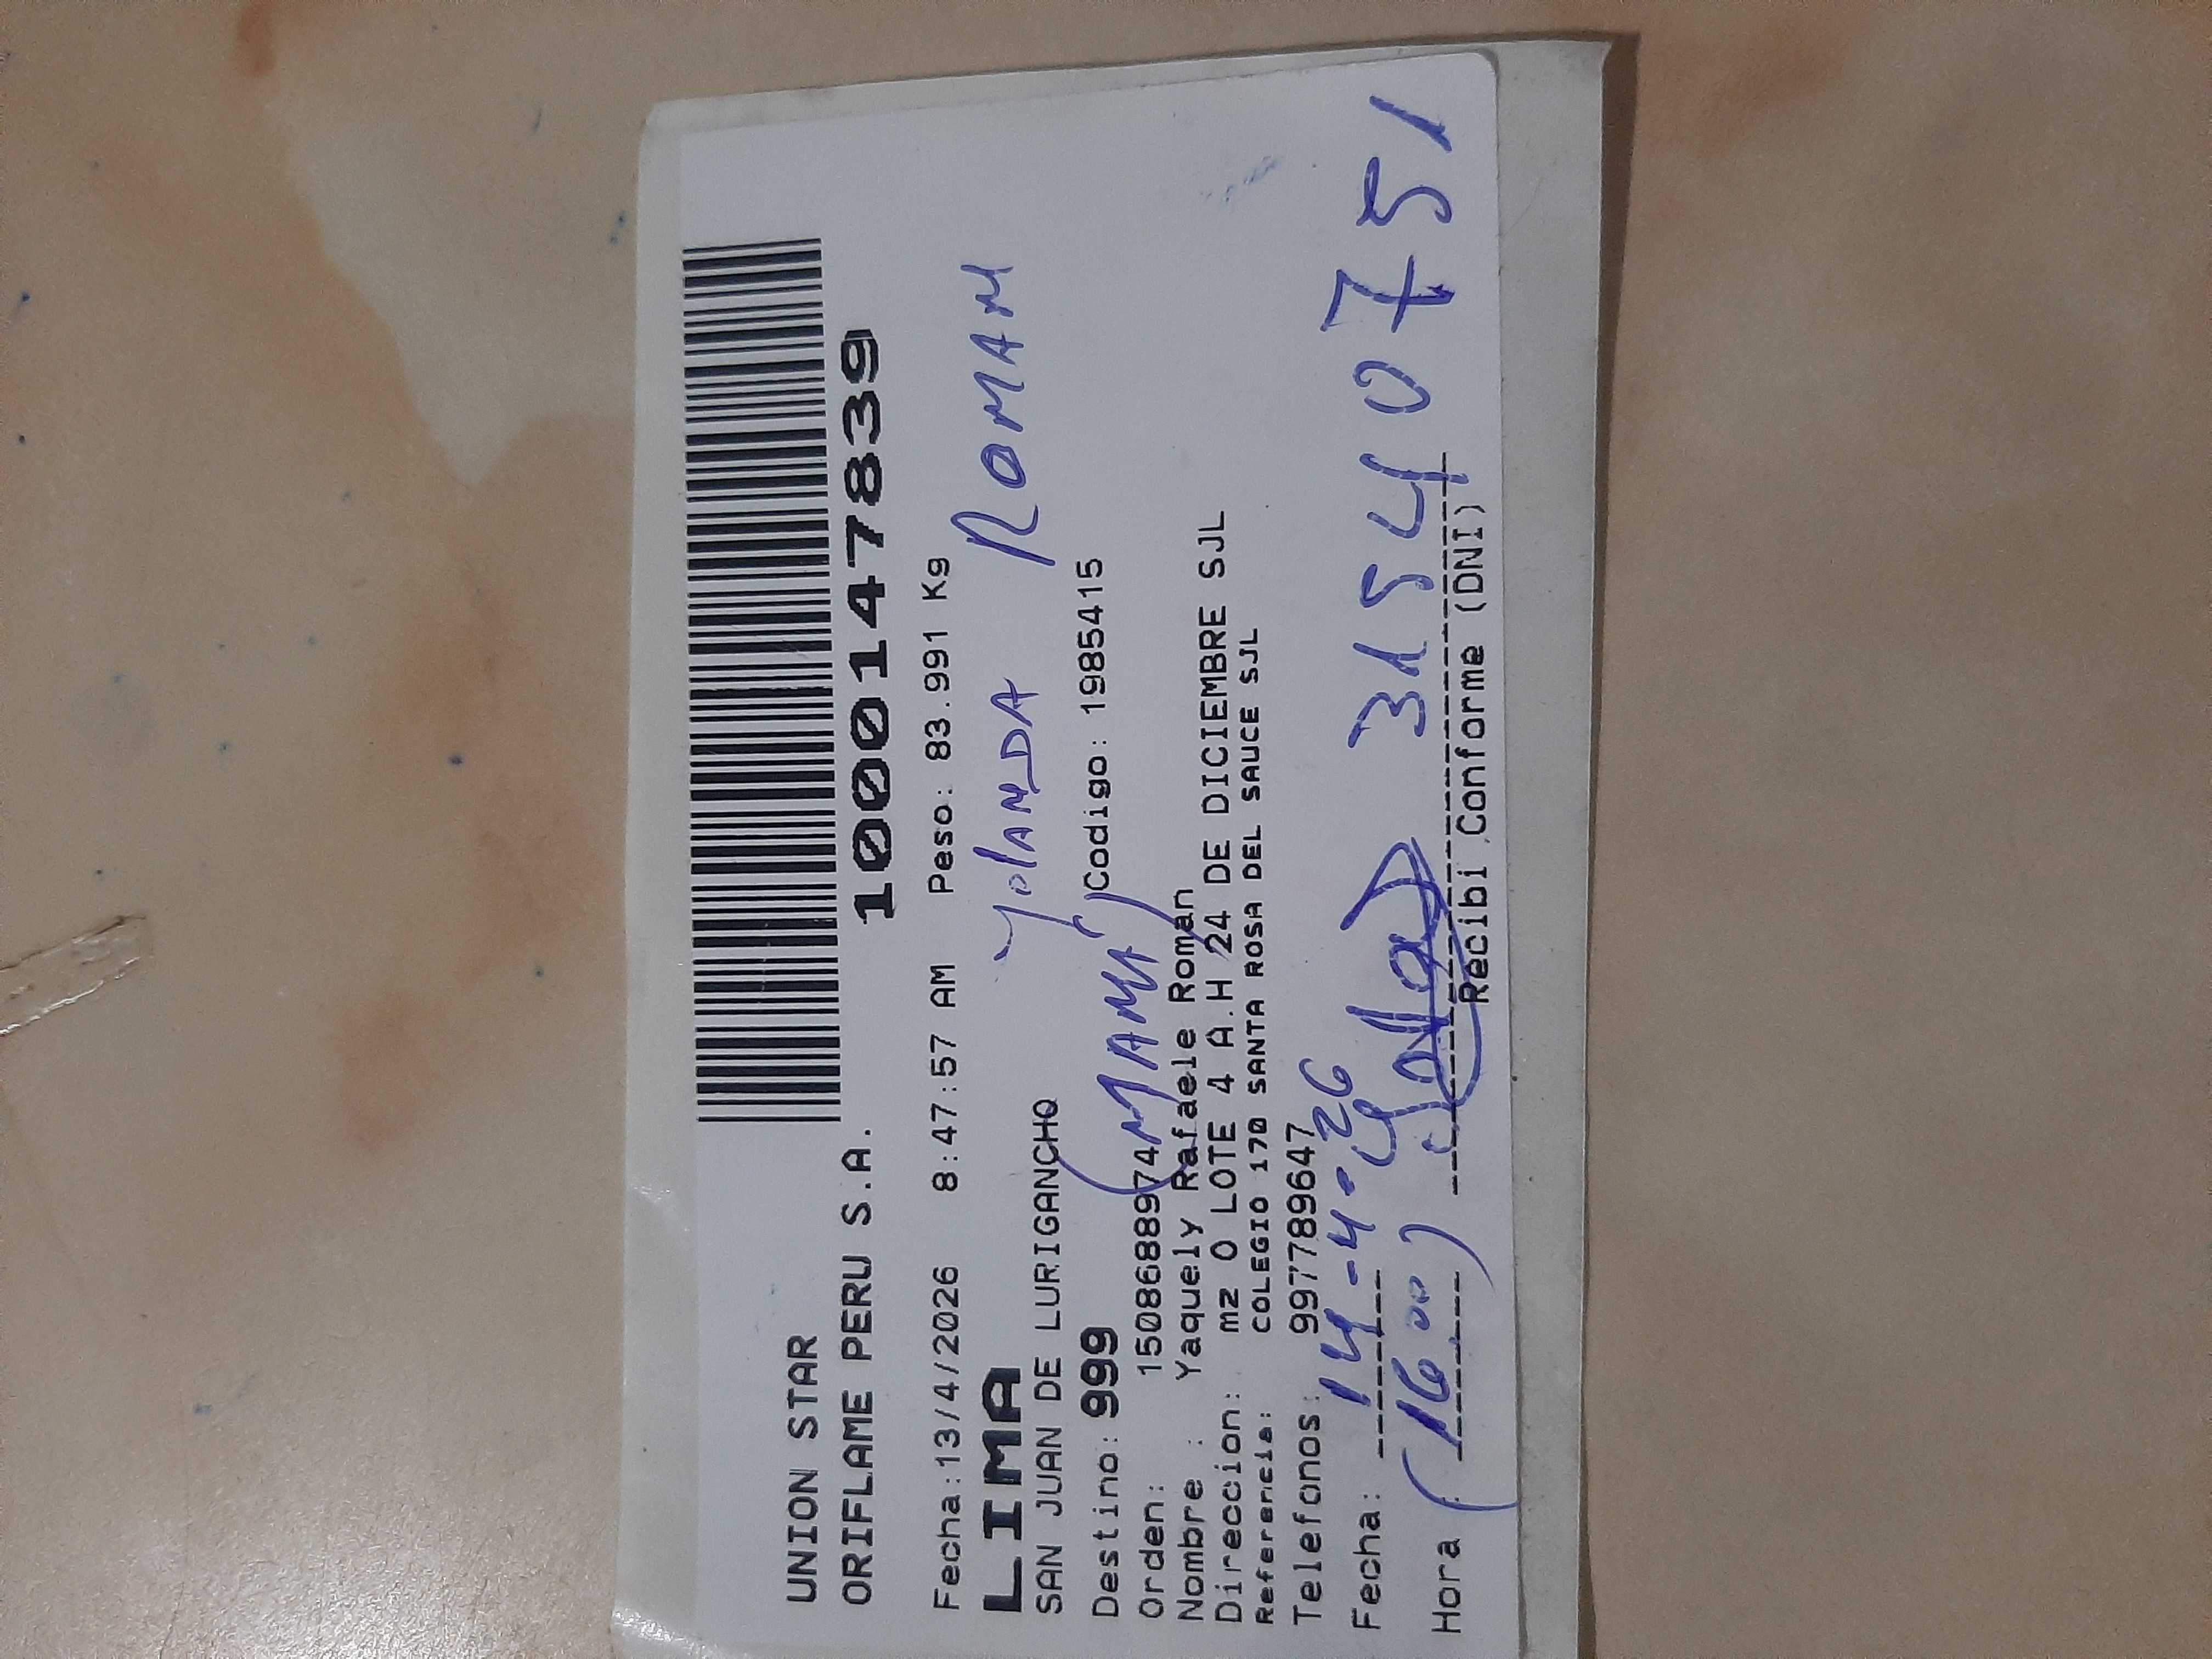 UNION STAR
ORIFLAME PERU S.A.
1000147839
Fecha:13/4/2026 8:47:57 AM Peso: 83.991 Kg
LIMA
YOlANDA ROMAN
SAN JUAN DE LURIGANCHO
(MAMA)
Destino: 999 Codigo: 1985415
Orden: 1508688974
Nombre : Yaquely Rafaele Roman
Direccion: mz O LOTE 4 A.H 24 DE DICIEMBRE SJL
Referencia: COLEGIO 170 SANTA ROSA DEL SAUCE SJL
Telefonos: 997789647
Fecha: 14-4-26
Hora (16:00) 31540751
Recibi Conforme (DNI)